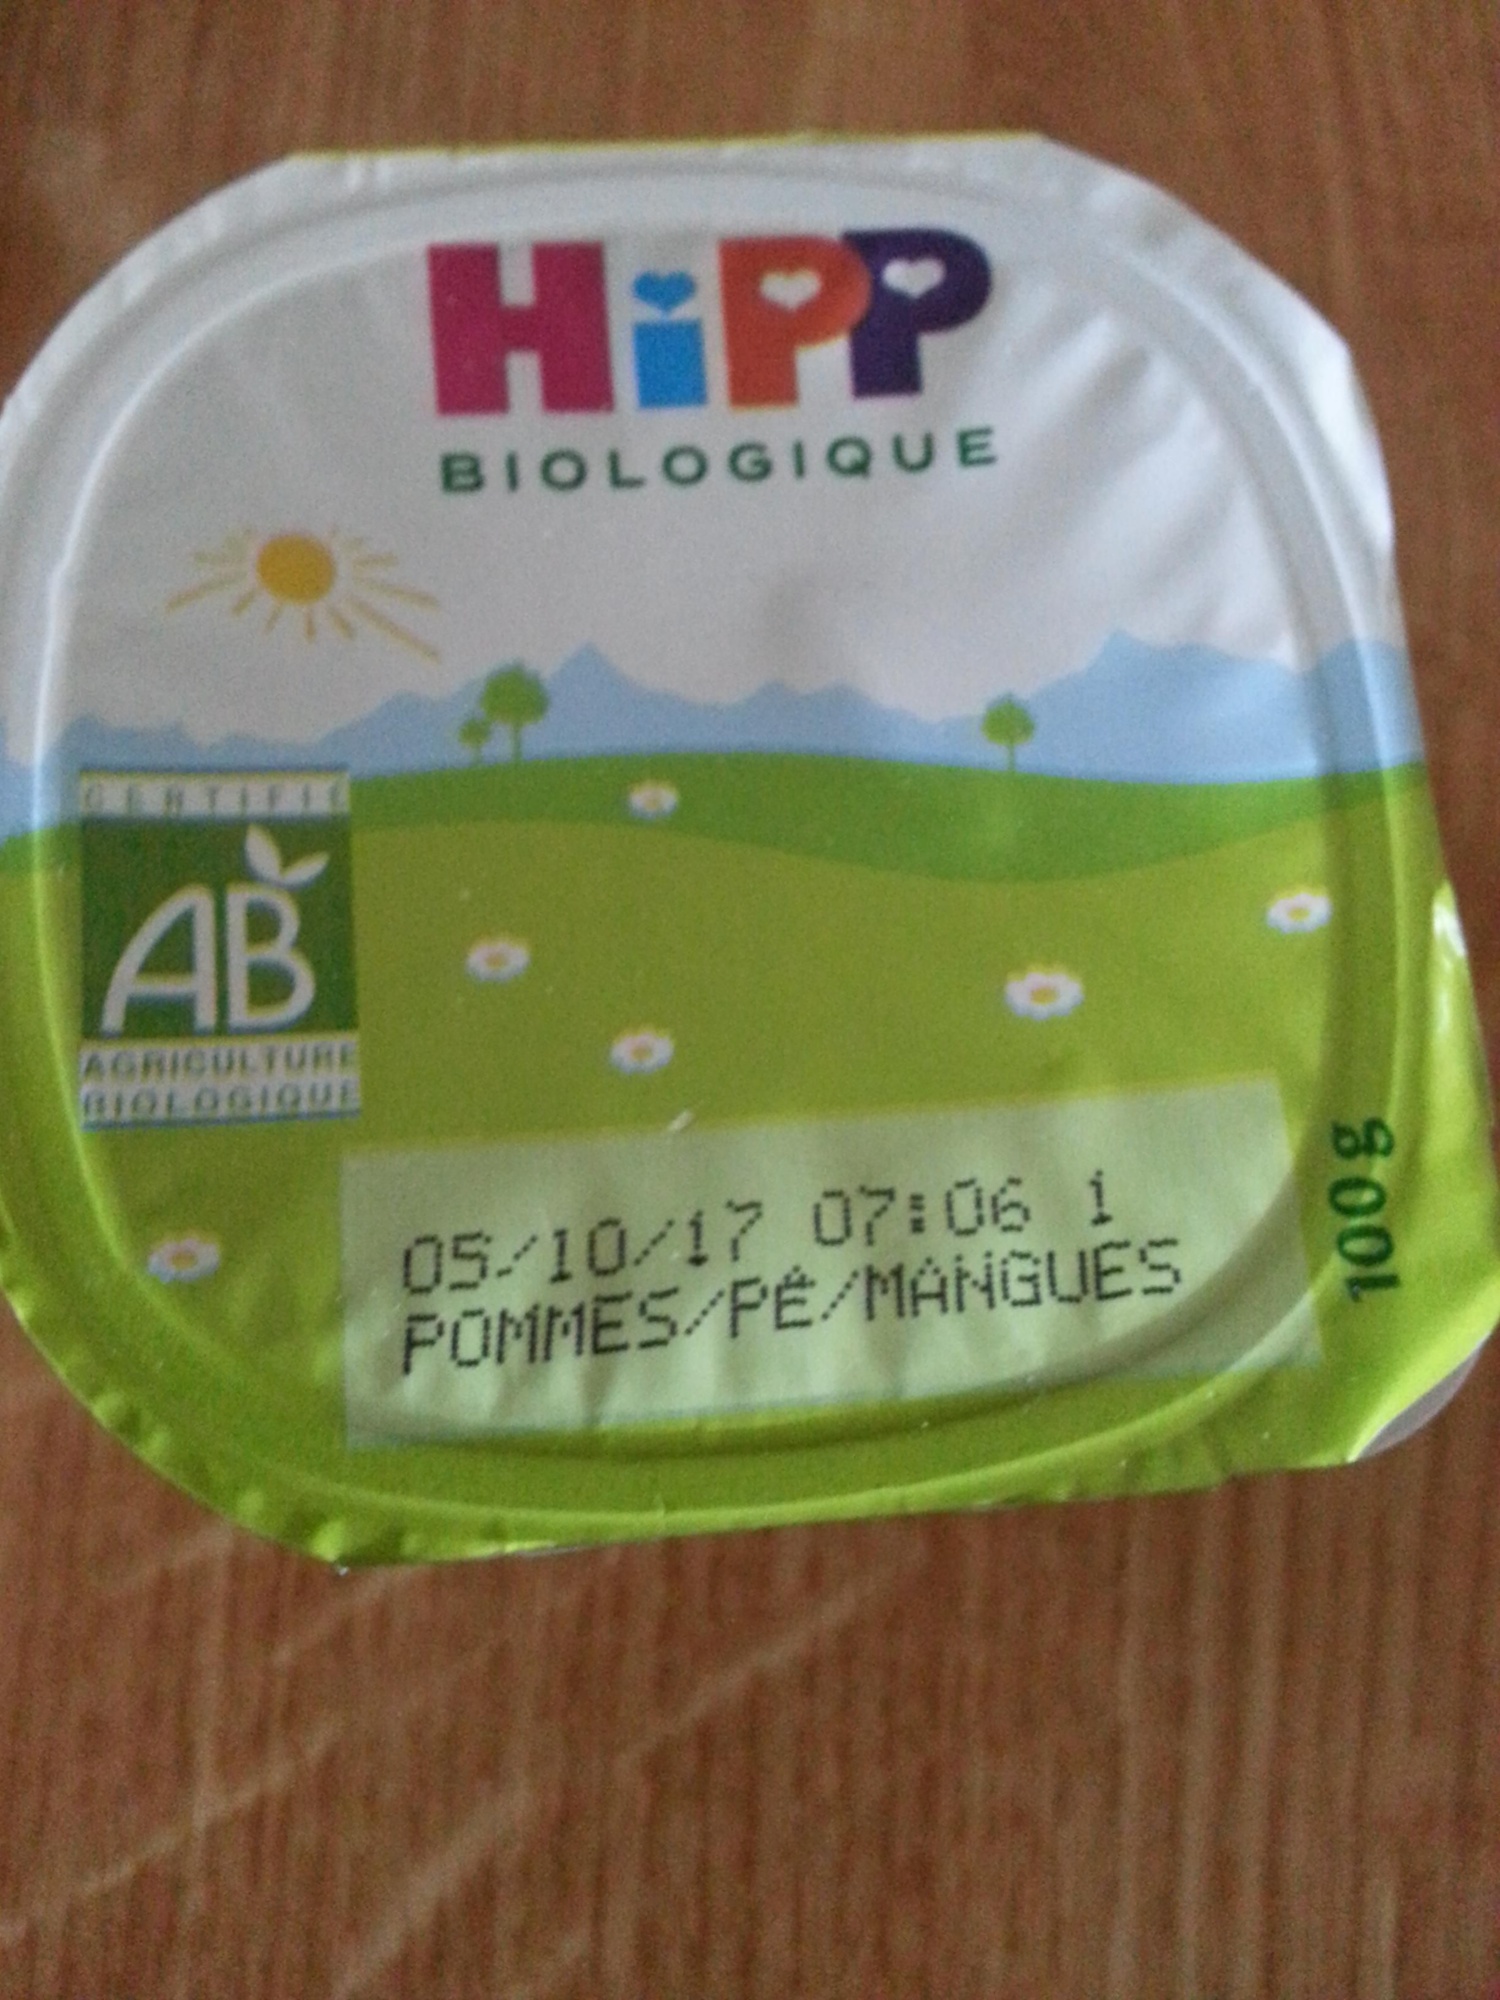 HiPP
BIOLOGIQUE
CERTIFIÉ
AB
AGRICULTURE
BIOLOGIQUE
05/10/17 07:06 1
POMMES/PÊ/MANGUES
100g